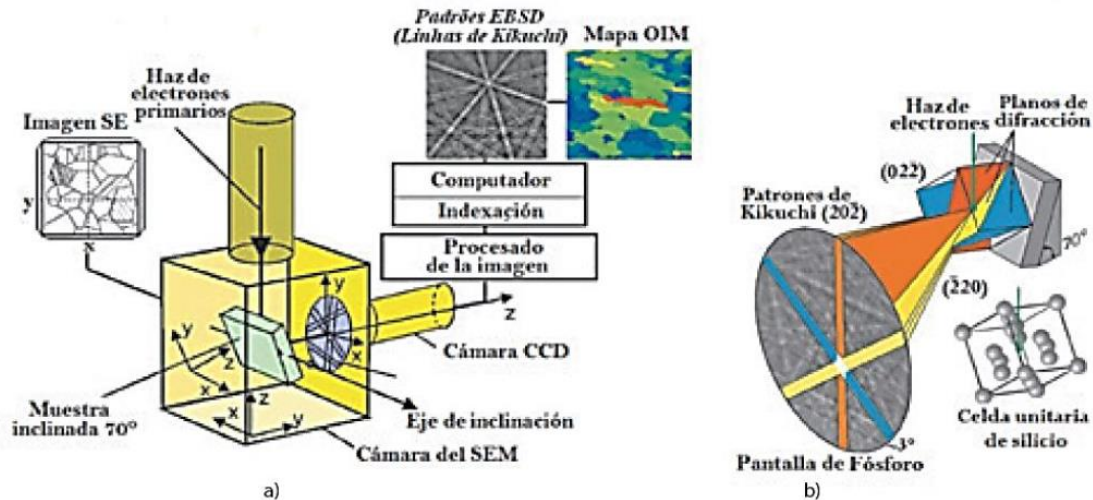 Padrões EBSD
(Linhas de Kikuchi)
Mapa OIM
Haz de
electrones
primarios
Imagen SE
y
x
Computador
Indexación
Procesado
de la imagen
y
x
z
Cámara CCD
y
z
x
z
x
y
Muestra
inclinada 70°
Eje de inclinación
Cámara del SEM
a)
Haz de
electrones
Planos de
difracción
(022̄)
Patrones de
Kikuchi (202̄)
70°
(2̄20)
Celda unitaria
de silicio
3°
Pantalla de Fósforo
b)